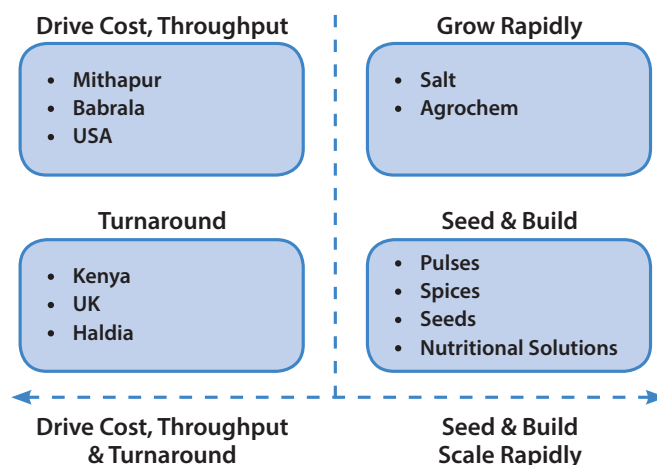 Drive Cost, Throughput
• Mithapur
• Babrala
• USA
Grow Rapidly
• Salt
• Agrochem
Turnaround
• Kenya
• UK
• Haldia
Seed & Build
• Pulses
• Spices
• Seeds
• Nutritional Solutions
Drive Cost, Throughput
& Turnaround
Seed & Build
Scale Rapidly